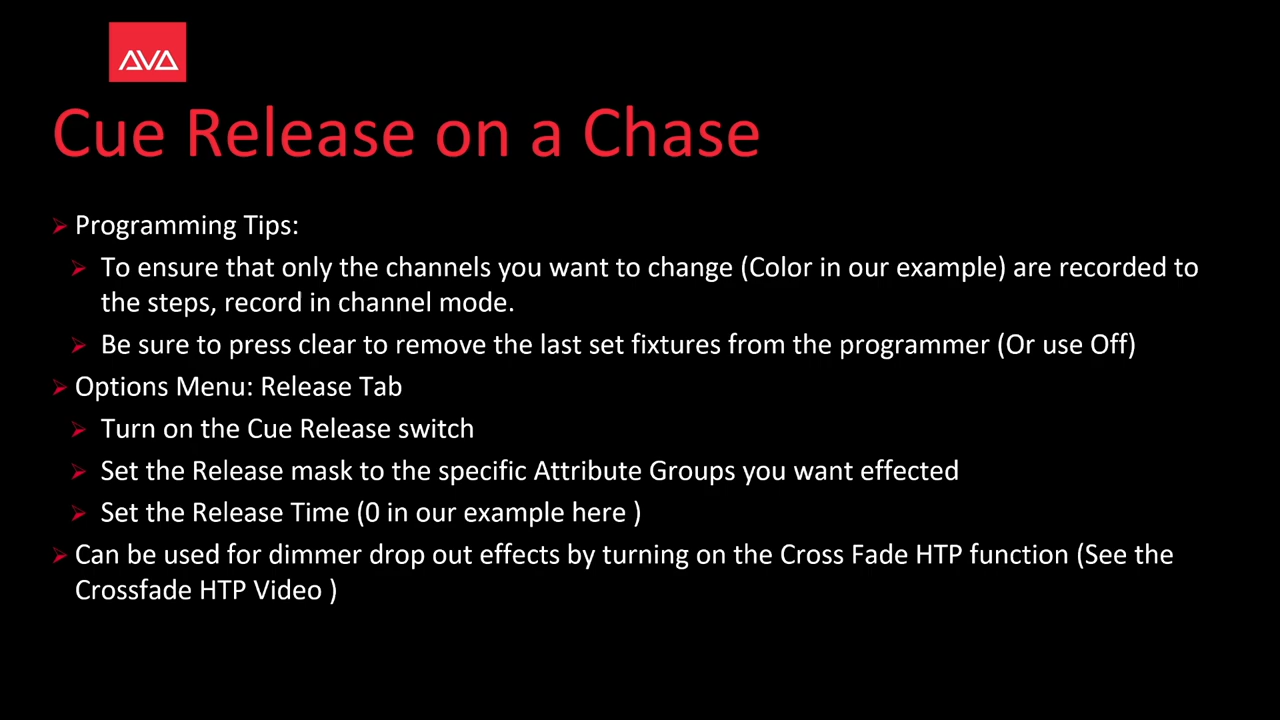 AVA
Cue Release on a Chase
Programming Tips:
To ensure that only the channels you want to change (Color in our example) are recorded to
the steps, record in channel mode.
Be sure to press clear to remove the last set fixtures from the programmer (Or use Off)
Options Menu: Release Tab
Turn on the Cue Release switch
Set the Release mask to the specific Attribute Groups you want effected
Set the Release Time (0 in our example here )
Can be used for dimmer drop out effects by turning on the Cross Fade HTP function (See the
Crossfade HTP Video )